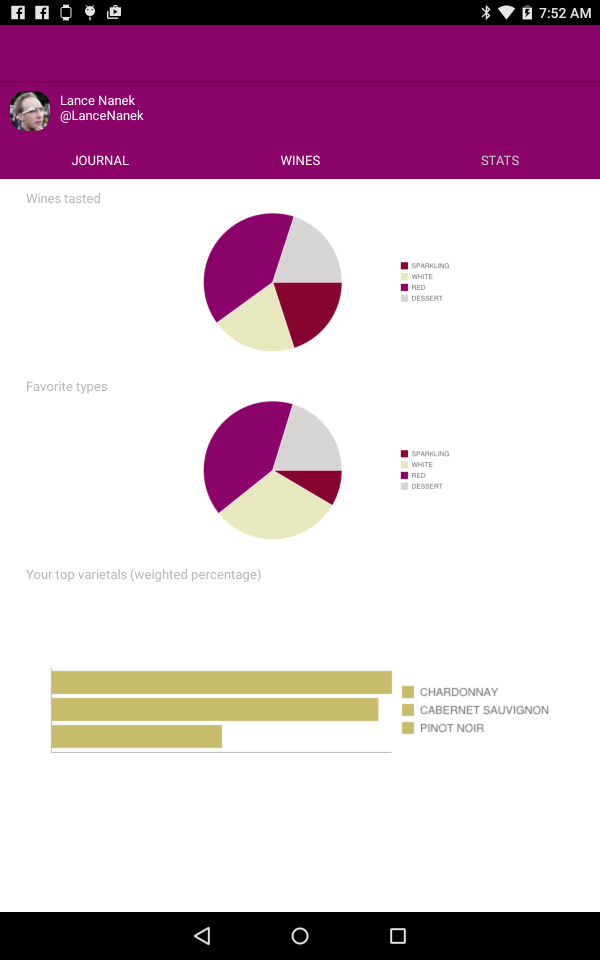 7:52 AM
Lance Nanek
@LanceNanek
JOURNAL WINES STATS
Wines tasted
SPARKLING
WHITE
RED
DESSERT
Favorite types
SPARKLING
WHITE
RED
DESSERT
Your top varietals (weighted percentage)
CHARDONNAY
CABERNET SAUVIGNON
PINOT NOIR